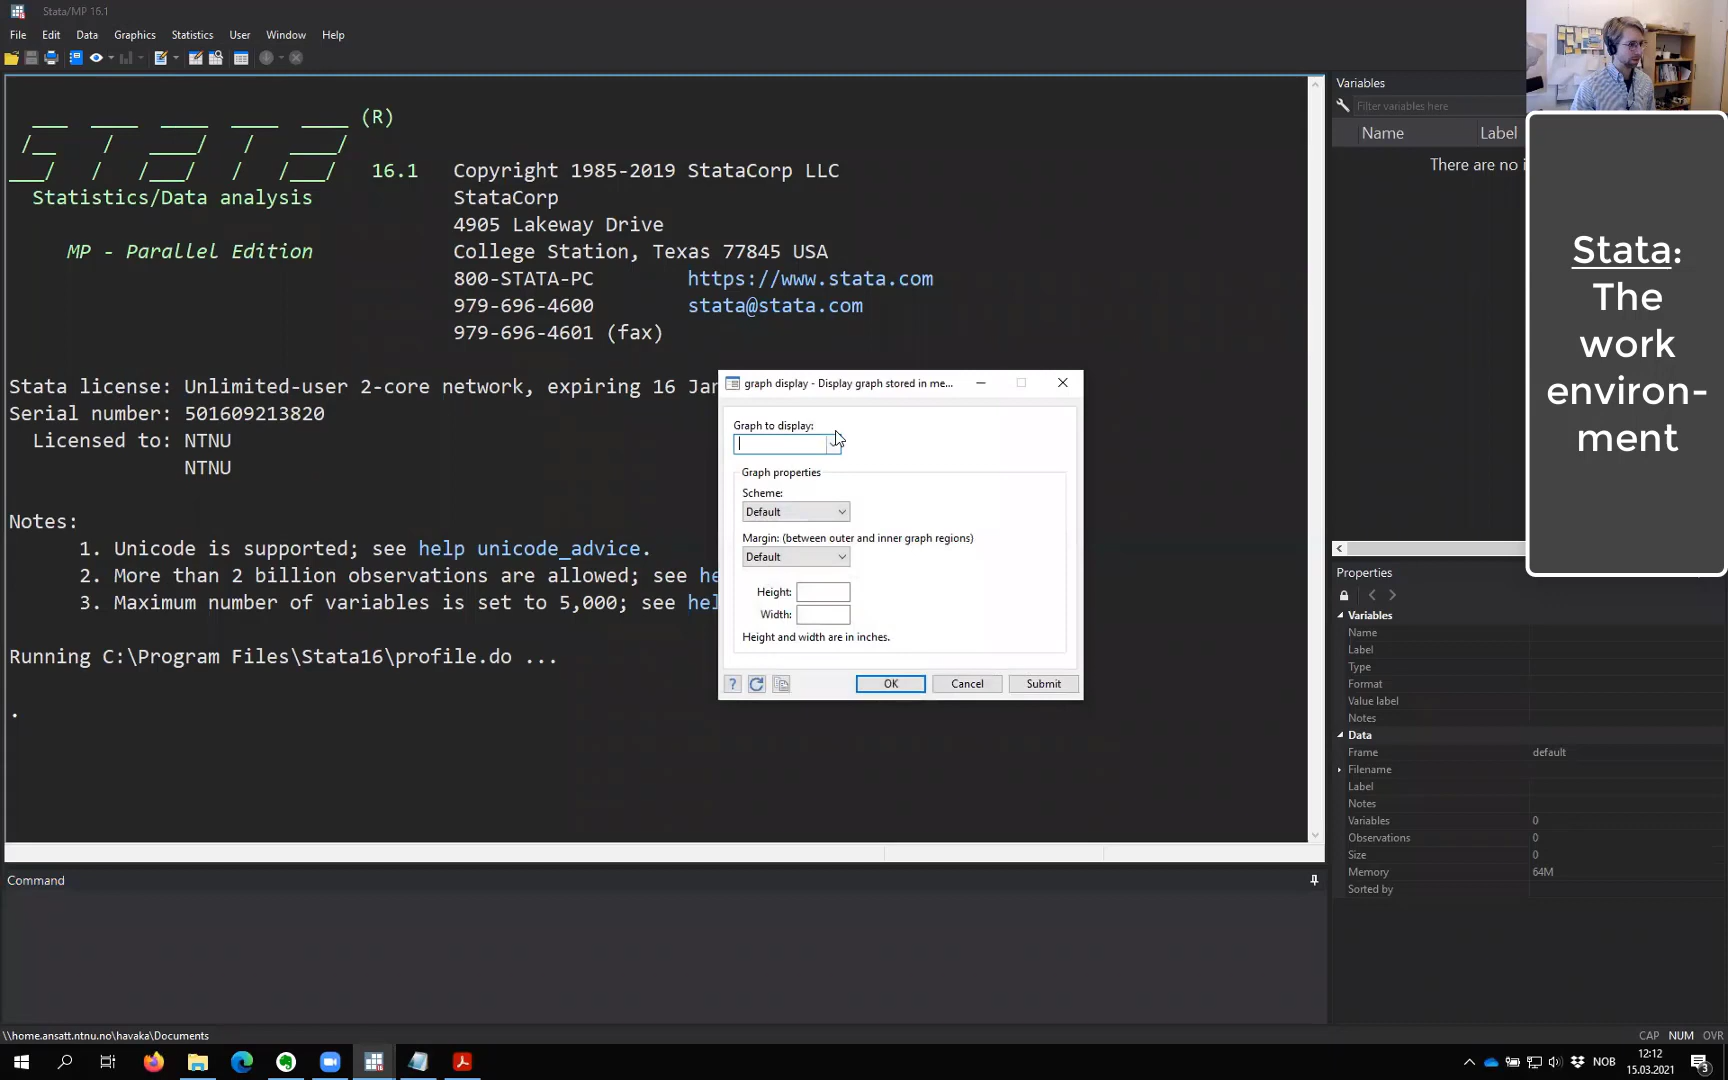 Stata/MP 16.1
File Edit Data Graphics Statistics User Window Help
(R)
STATA
16.1 Copyright 1985-2019 StataCorp LLC
Statistics/Data analysis StataCorp
4905 Lakeway Drive
MP - Parallel Edition College Station, Texas 77845 USA
800-STATA-PC https://www.stata.com
979-696-4600 stata@stata.com
979-696-4601 (fax)
Stata license: Unlimited-user 2-core network, expiring 16 Jan
Serial number: 501609213820
Licensed to: NTNU
NTNU
Notes:
1. Unicode is supported; see help unicode_advice.
2. More than 2 billion observations are allowed; see he
3. Maximum number of variables is set to 5,000; see hel
Running C:\Program Files\Stata16\profile.do ...
.
graph display - Display graph stored in me...
Graph to display:
Graph properties
Scheme:
Default
Margin: (between outer and inner graph regions)
Default
Height:
Width:
Height and width are in inches.
? OK Cancel Submit
Variables
Filter variables here
Name Label
There are no i
Stata:
The
work
environ-
ment
Properties
Variables
Name
Label
Type
Format
Value label
Notes
Data
Frame default
Filename
Label
Notes
Variables 0
Observations 0
Size 0
Memory 64M
Sorted by
Command
\\home.ansatt.ntnu.no\havaka\Documents
CAP NUM OVR
NOB
12:12
15.03.2021
3